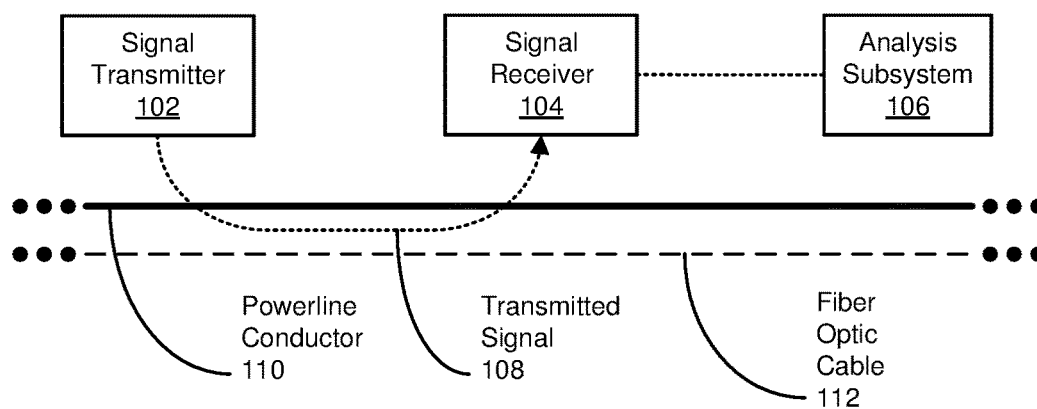 Signal
Transmitter
102
Signal
Receiver
104
Analysis
Subsystem
106
Powerline
Conductor
110
Transmitted
Signal
108
Fiber
Optic
Cable
112